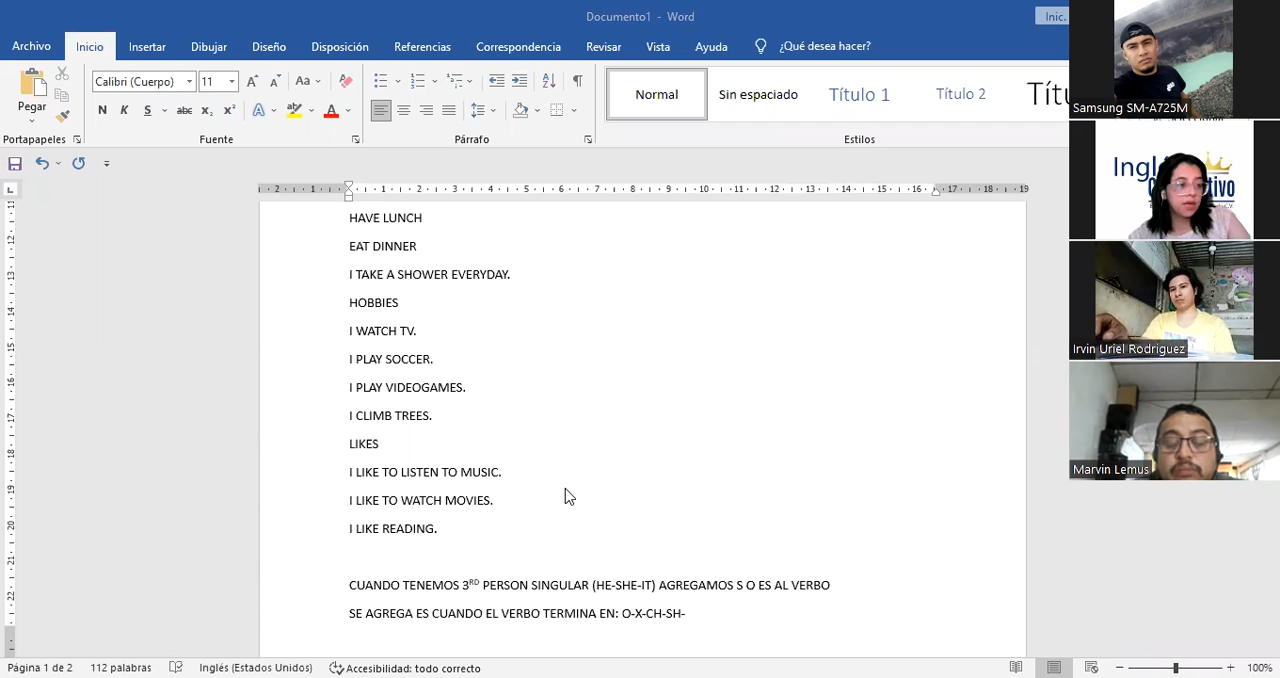 Documento1 - Word
Inic.
Archivo
Inicio
Insertar
Dibujar
Diseño
Disposición
Referencias
Correspondencia
Revisar
Vista
Ayuda
¿Qué desea hacer?
Pegar
Calibri (Cuerpo)
11
Normal
Sin espaciado
Título 1
Título 2
Portapapeles
Fuente
Párrafo
Estilos
Samsung SM-A725M
Irvin Uriel Rodriguez
Marvin Lemus
HAVE LUNCH
EAT DINNER
I TAKE A SHOWER EVERYDAY.
HOBBIES
I WATCH TV.
I PLAY SOCCER.
I PLAY VIDEOGAMES.
I CLIMB TREES.
LIKES
I LIKE TO LISTEN TO MUSIC.
I LIKE TO WATCH MOVIES.
I LIKE READING.
CUANDO TENEMOS 3RD PERSON SINGULAR (HE-SHE-IT) AGREGAMOS S O ES AL VERBO
SE AGREGA ES CUANDO EL VERBO TERMINA EN: O-X-CH-SH-
Página 1 de 2
112 palabras
Inglés (Estados Unidos)
Accesibilidad: todo correcto
100%